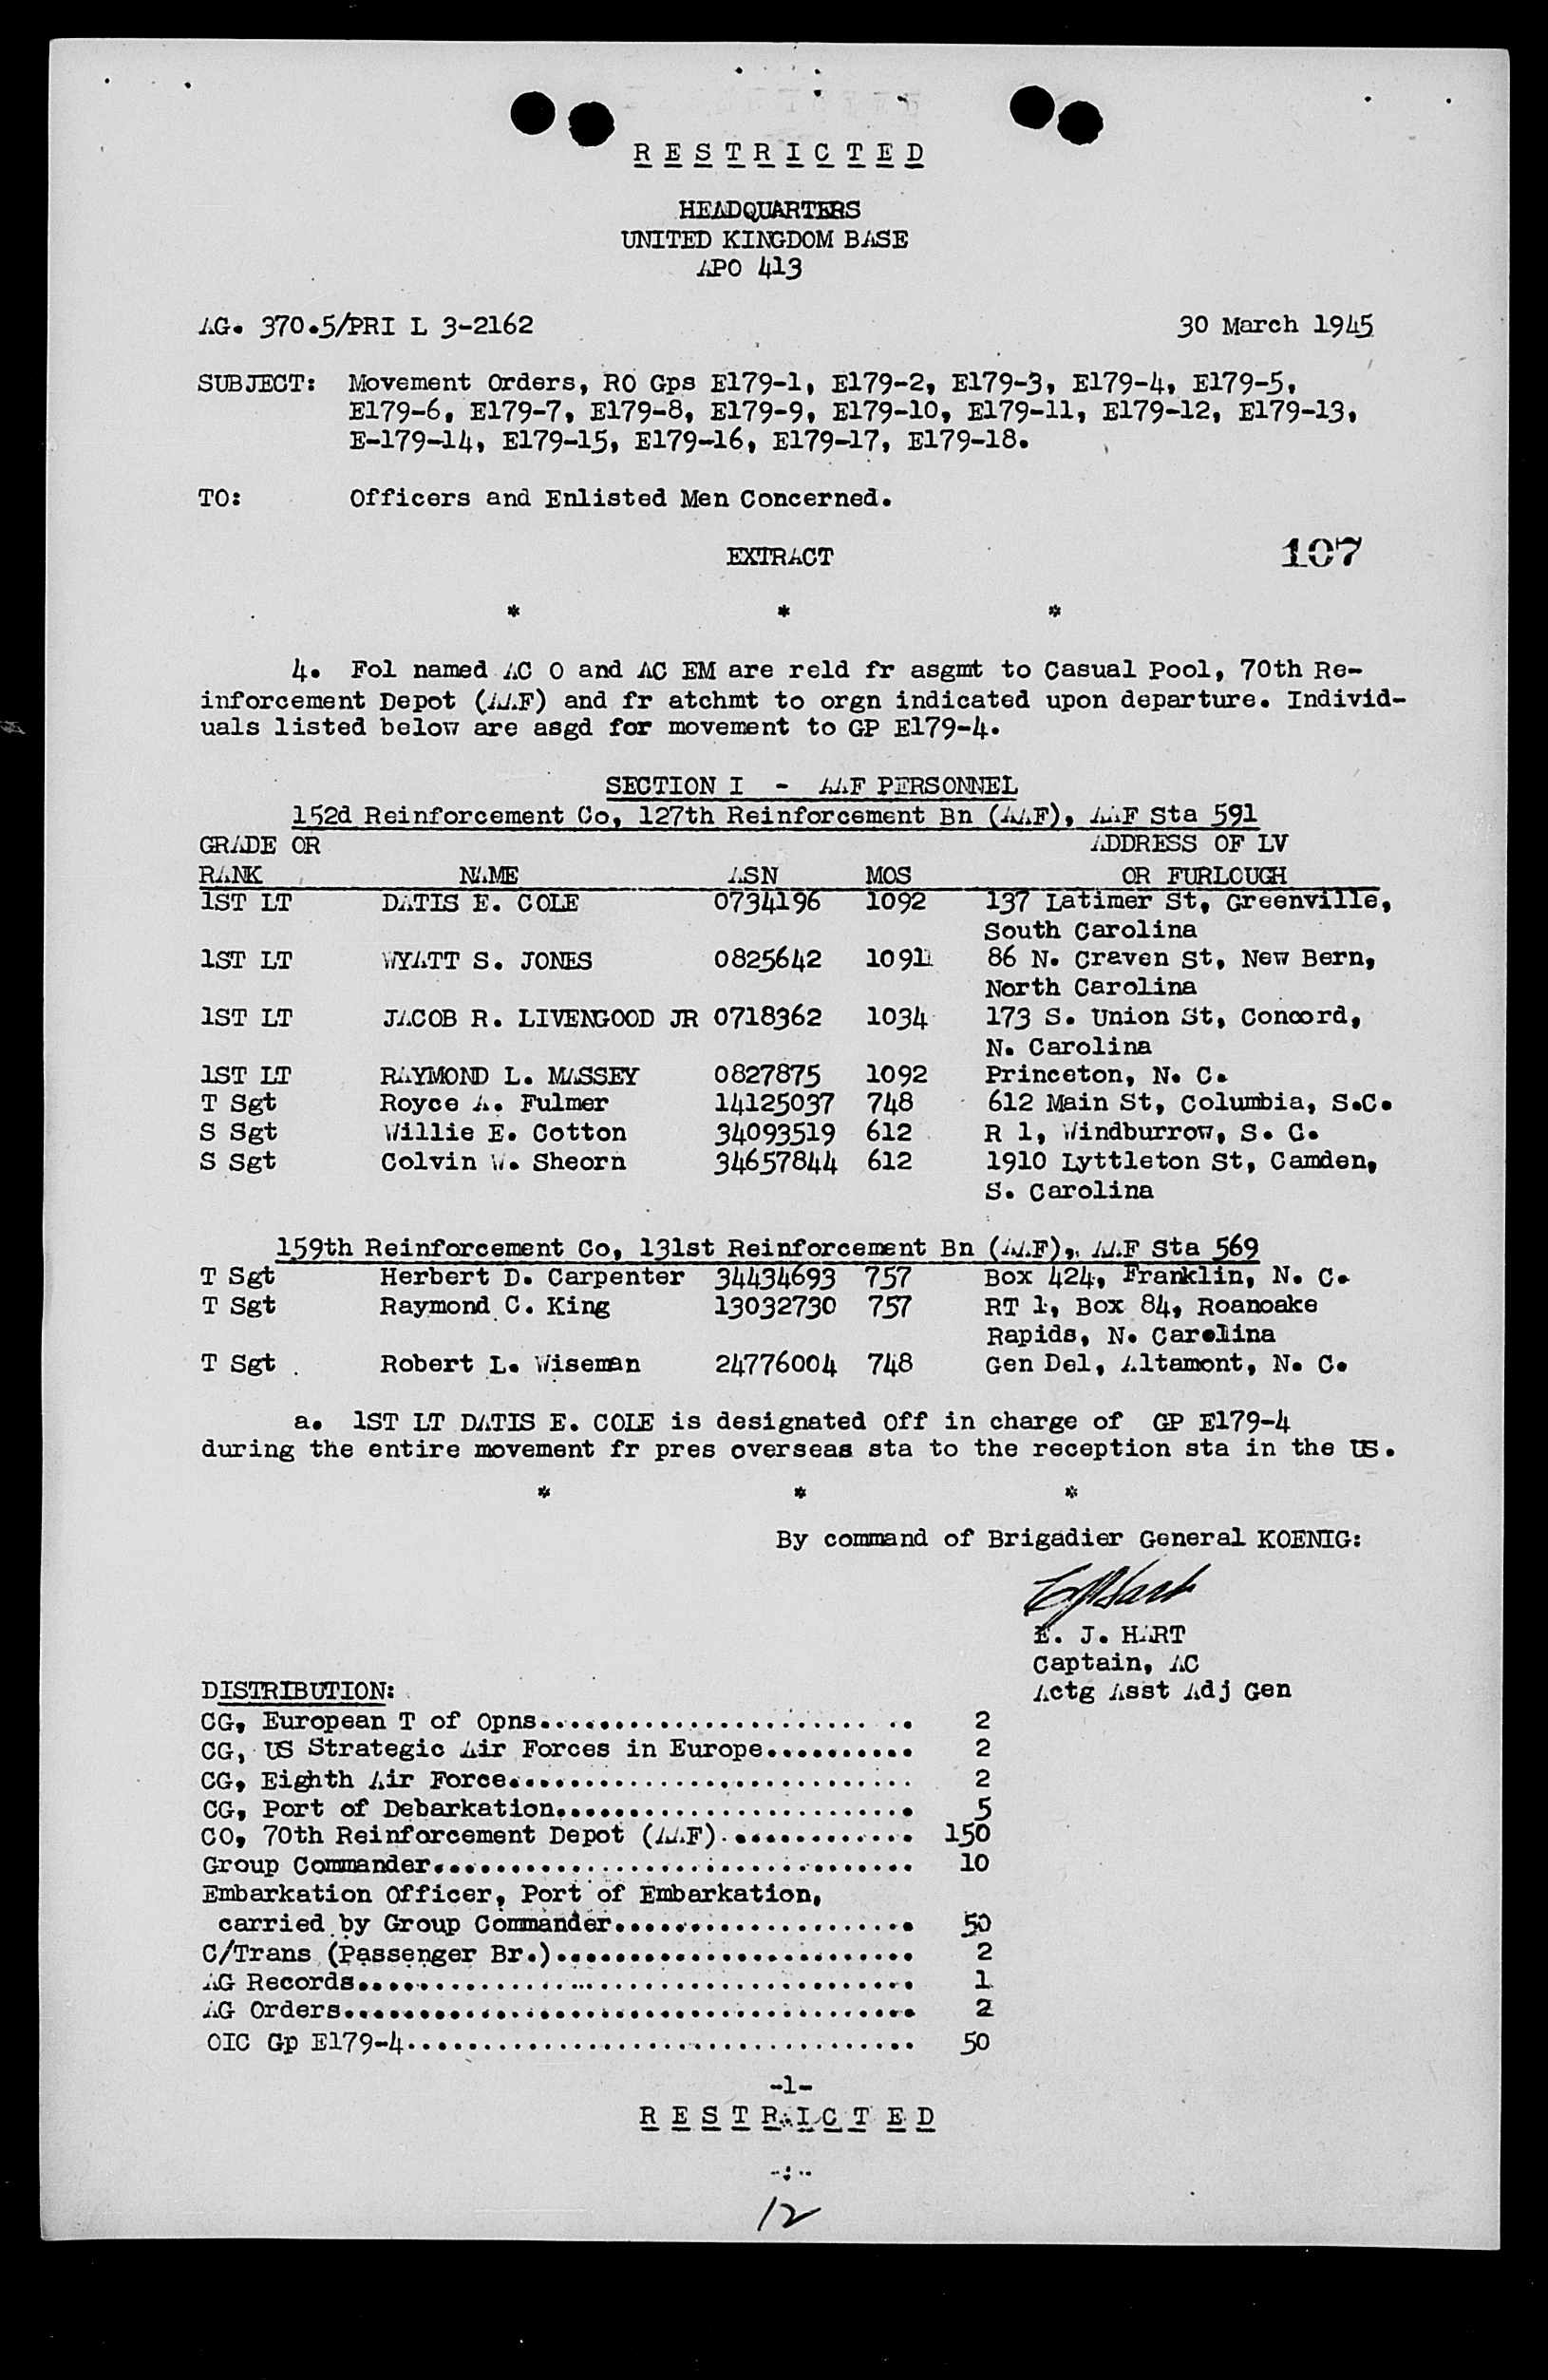 RESTRICTED
HEADQUARTERS
UNITED KINGDOM BASE
APO 413
AG. 370.5/PRI L 3-2162 30 March 1945
SUBJECT: Movement Orders, RO Gps E179-1, E179-2, E179-3, E179-4, E179-5,
E179-6, E179-7, E179-8, E179-9, E179-10, E179-11, E179-12, E179-13,
E-179-14, E179-15, E179-16, E179-17, E179-18.
TO: Officers and Enlisted Men Concerned.
EXTRACT 107
* * *
4. Fol named AC O and AC EM are reld fr asgmt to Casual Pool, 70th Re-
inforcement Depot (AAF) and fr atchmt to orgn indicated upon departure. Individ-
uals listed below are asgd for movement to GP E179-4.
SECTION I - AAF PERSONNEL
152d Reinforcement Co, 127th Reinforcement Bn (AAF), AAF Sta 591
GRADE OR ADDRESS OF LV
RANK NAME ASN MOS OR FURLOUGH
1ST LT DATIS E. COLE 0734196 1092 137 Latimer St, Greenville,
South Carolina
1ST LT WYATT S. JONES 0825642 1091 86 N. Craven St, New Bern,
North Carolina
1ST LT JACOB R. LIVENGOOD JR 0718362 1034 173 S. Union St, Concord,
N. Carolina
1ST LT RAYMOND L. MASSEY 0827875 1092 Princeton, N. C.
T Sgt Royce A. Fulmer 14125037 748 612 Main St, Columbia, S.C.
S Sgt Willie E. Cotton 34093519 612 R 1, Windburrow, S. C.
S Sgt Colvin W. Sheorn 34657844 612 1910 Lyttleton St, Camden,
S. Carolina
159th Reinforcement Co, 131st Reinforcement Bn (AAF),, AAF Sta 569
T Sgt Herbert D. Carpenter 34434693 757 Box 424, Franklin, N. C.
T Sgt Raymond C. King 13032730 757 RT 1, Box 84, Roanoake
Rapids, N. Carolina
T Sgt Robert L. Wiseman 24776004 748 Gen Del, Altamont, N. C.
a. 1ST LT DATIS E. COLE is designated Off in charge of GP E179-4
during the entire movement fr pres overseas sta to the reception sta in the US.
* * *
By command of Brigadier General KOENIG:
EJHart
E. J. HART
Captain, AC
Actg Asst Adj Gen
DISTRIBUTION:
CG, European T of Opns........................ 2
CG, US Strategic Air Forces in Europe.......... 2
CG, Eighth Air Force........................... 2
CG, Port of Debarkation........................ 5
CO, 70th Reinforcement Depot (AAF)............. 150
Group Commander................................ 10
Embarkation Officer, Port of Embarkation,
carried by Group Commander.................... 50
C/Trans (Passenger Br.)........................ 2
AG Records..................................... 1
AG Orders...................................... 2
OIC Gp E179-4.................................. 50
-1-
RESTRICTED
12